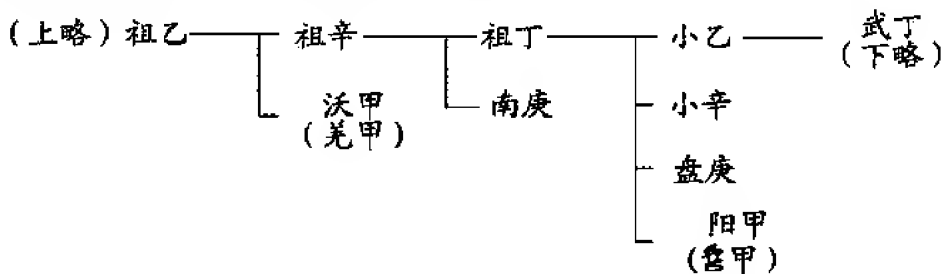 (上略)祖乙 祖辛 祖丁 小乙 武丁
(下略)
沃甲 南庚 小辛
(羌甲)
盘庚
阳甲
(甲)